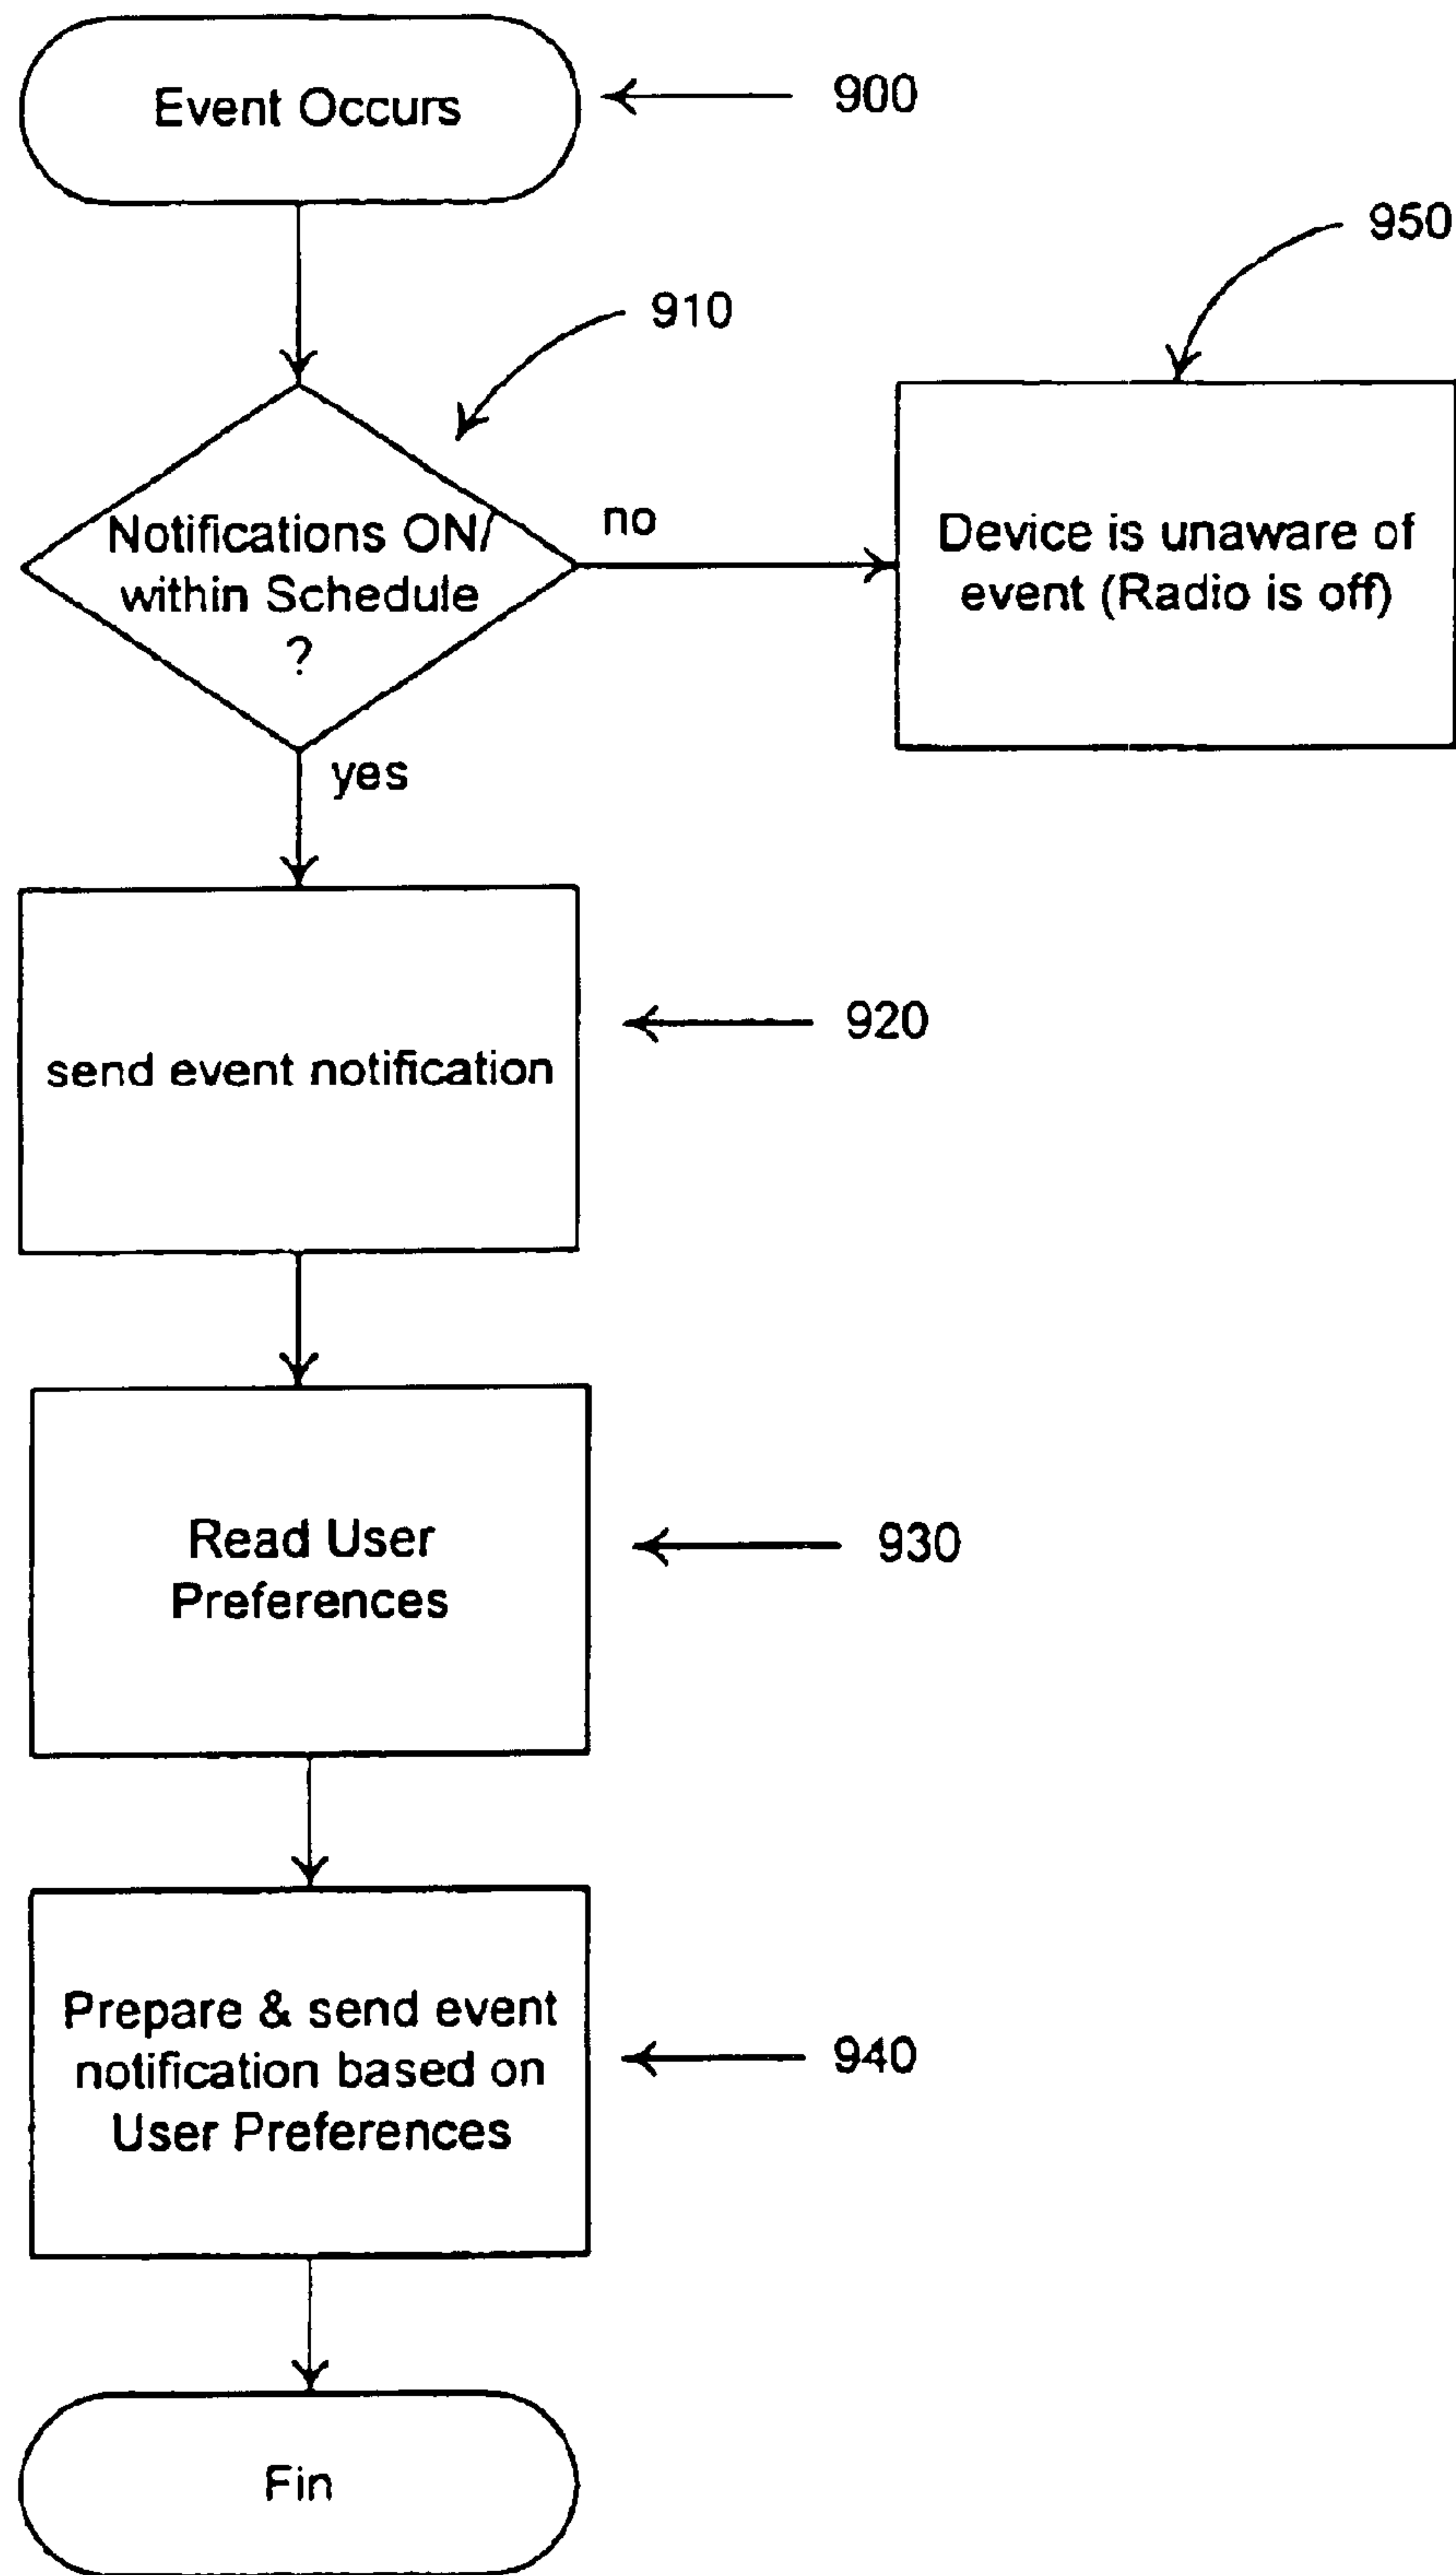 Event Occurs
900
950
910
Notifications ON/
within Schedule
?
no
Device is unaware of
event (Radio is off)
yes
send event notification
920
Read User
Preferences
930
Prepare & send event
notification based on
User Preferences
940
Fin